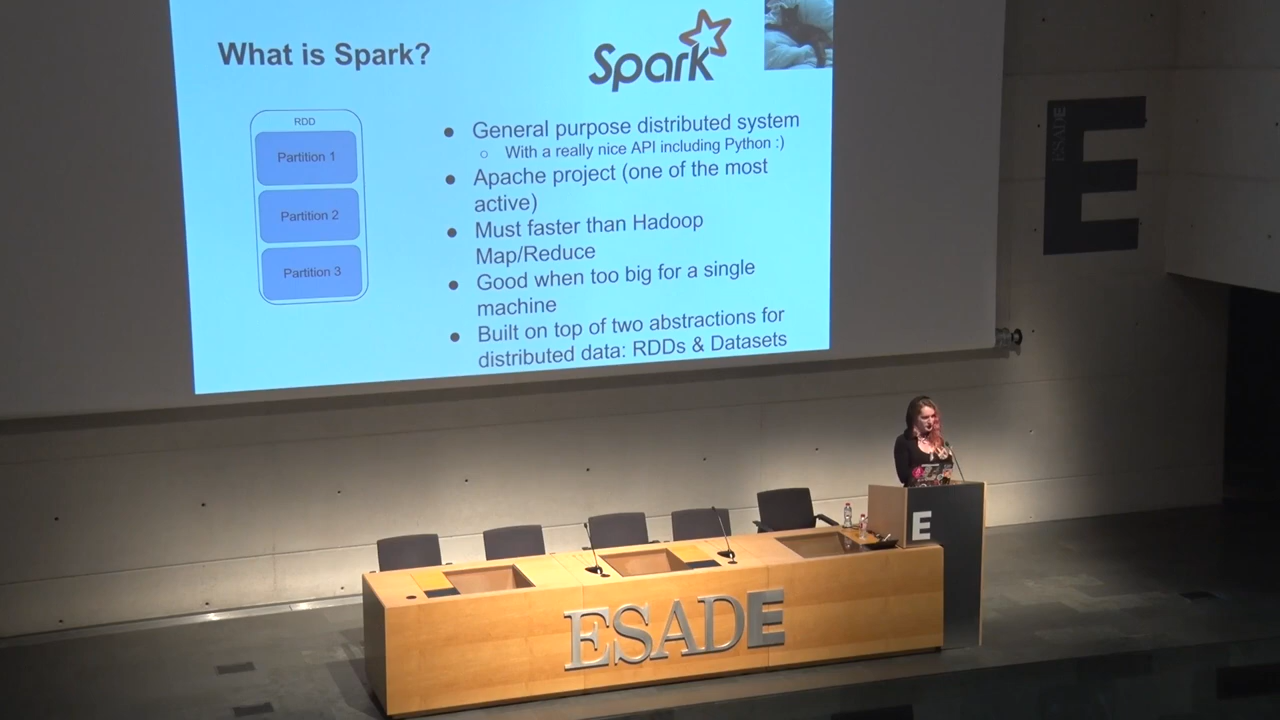 What is Spark?
Spark
RDD
Partition 1
Partition 2
Partition 3
● General purpose distributed system
○ With a really nice API including Python :)
● Apache project (one of the most
active)
● Must faster than Hadoop
Map/Reduce
● Good when too big for a single
machine
● Built on top of two abstractions for
distributed data: RDDs & Datasets
ESADE
E
E
ESADE